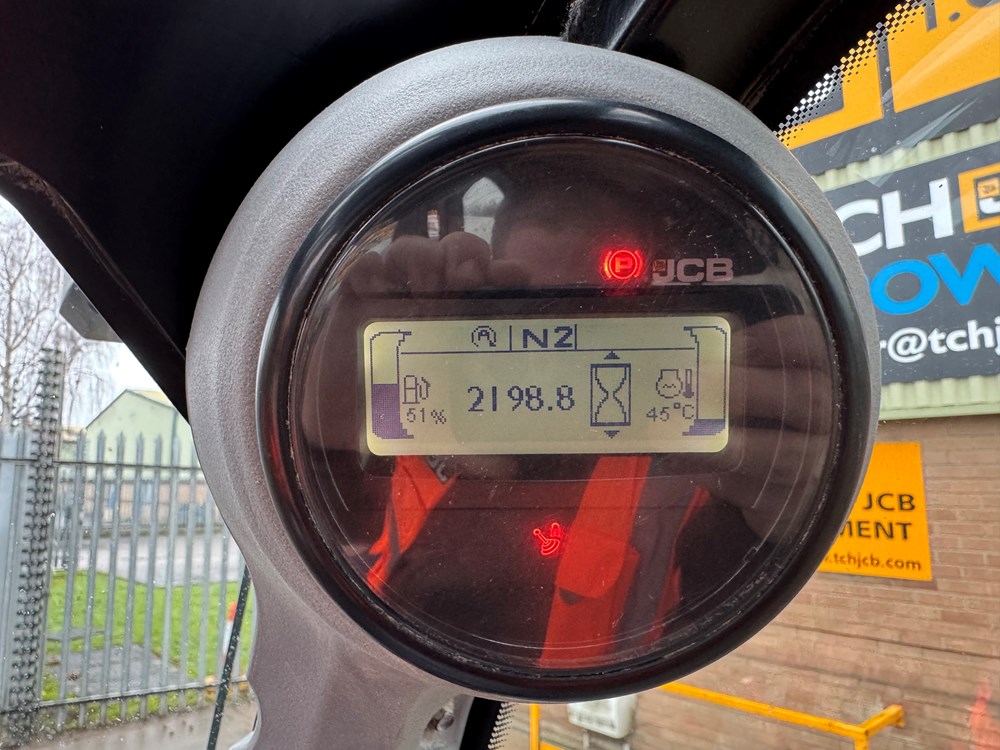 P JCB
A N2
2198.8
51%
45°C
CH
OW
r@tchj
JCB
MENT
.tchjcb.com